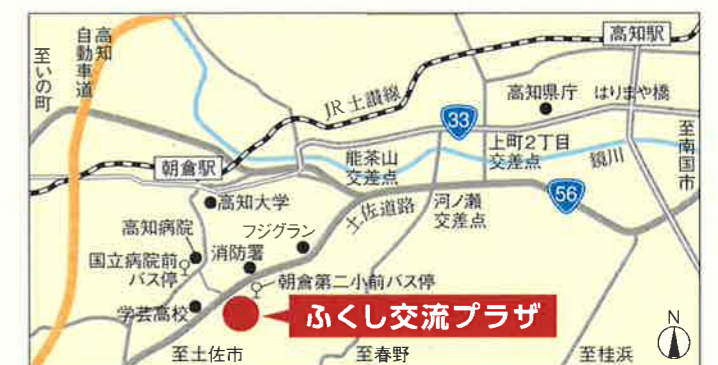 高知駅
高知
自動車道
至いの町
JR 土讃線
33
高知県庁
はりまや橋
上町2丁目
交差点
鏡川
至南国市
能茶山
交差点
朝倉駅
56
高知大学
土佐道路
河ノ瀬
交差点
高知病院
フジグラン
国立病院前
バス停
消防署
朝倉第二小前バス停
学芸高校
ふくし交流プラザ
N
至土佐市
至春野
至桂浜